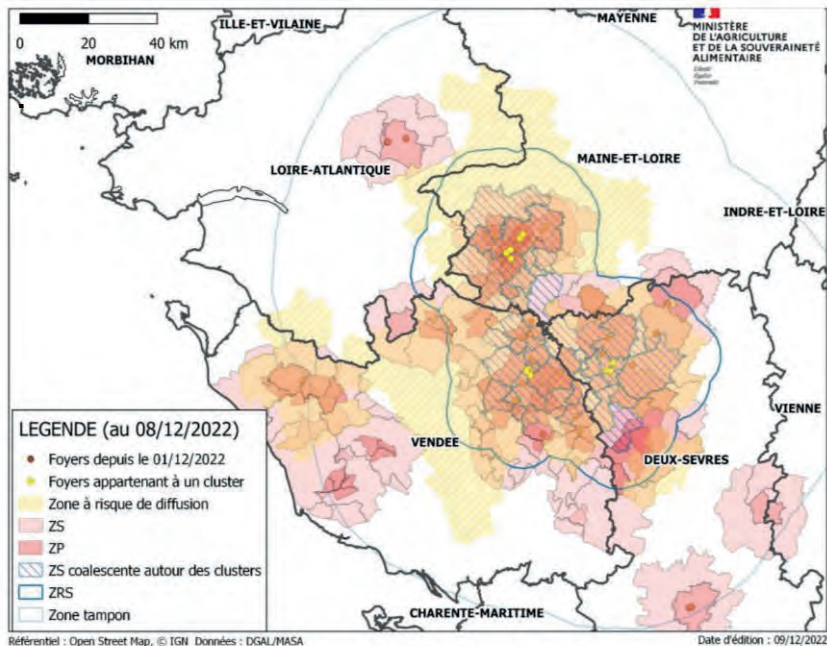 0 20 40 km
ILLE-ET-VILAINE
MAYENNE
MORBIHAN
MINISTÈRE
DE L'AGRICULTURE
ET DE LA SOUVERAINETÉ
ALIMENTAIRE
Liberté
Égalité
Fraternité
LOIRE-ATLANTIQUE
MAINE-ET-LOIRE
INDRE-ET-LOIRE
VIENNE
VENDEE
DEUX-SEVRES
CHARENTE-MARITIME
LEGENDE (au 08/12/2022)
Foyers depuis le 01/12/2022
Foyers appartenant à un cluster
Zone à risque de diffusion
ZS
ZP
ZS coalescente autour des clusters
ZRS
Zone tampon
Référentiel : Open Street Map, © IGN Données : DGAL/MASA
Date d'édition : 09/12/2022